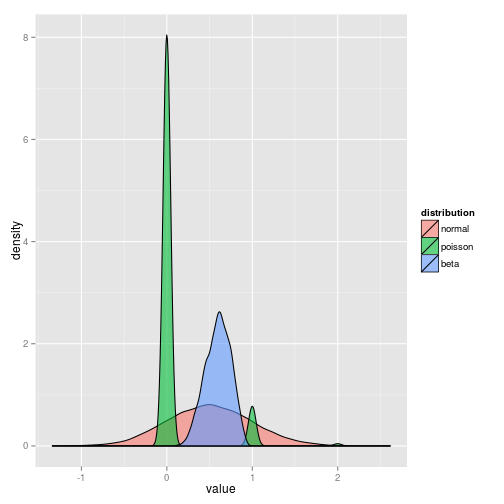 8
6
4
2
0
-1 0 1 2
value
density
distribution
normal
poisson
beta